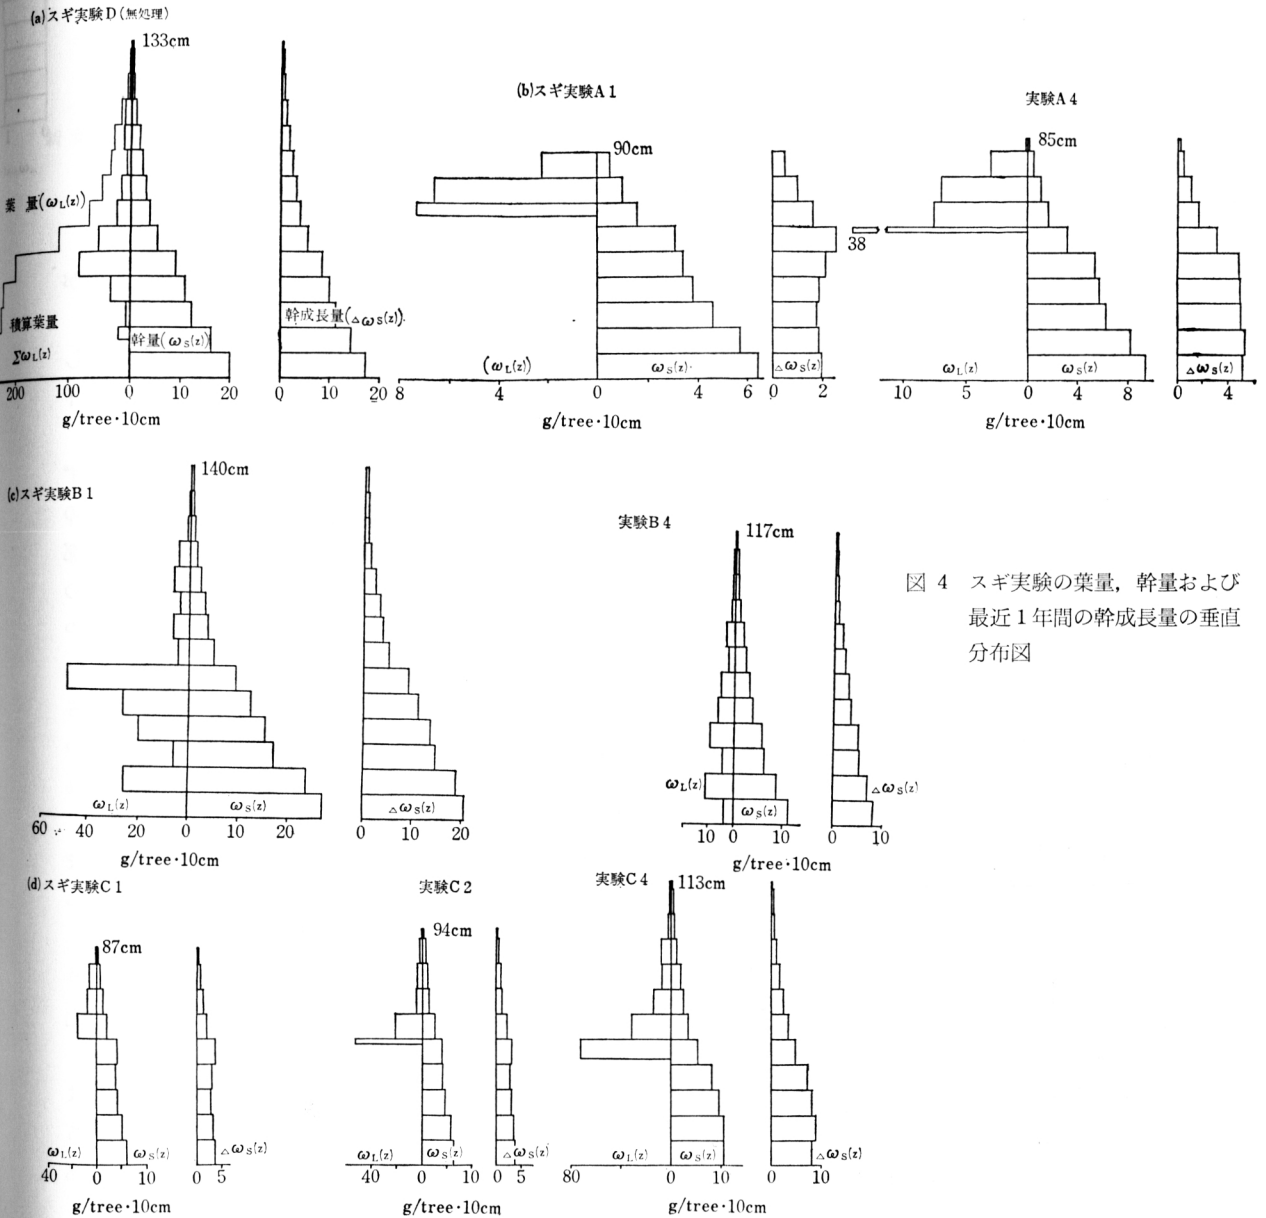 (a)スギ実験D(無処理)
133cm
葉 量(ωL(z))
積算葉量
ΣωL(z)
幹量(ωS(z))
幹成長量(△ωS(z)).
200 100 0 10 20
0 10 20
g/tree・10cm
(b)スギ実験A1
90cm
(ωL(z))
ωS(z).
△ωS(z)
8 4 0 4 6
0 2
g/tree・10cm
実験A4
85cm
38
ωL(z)
ωS(z)
△ωS(z)
10 5 0 4 8
0 4
g/tree・10cm
(c)スギ実験B1
140cm
ωL(z)
ωS(z)
△ωS(z)
60 40 20 0 10 20
0 10 20
g/tree・10cm
実験B4
117cm
ωL(z)
ωS(z)
△ωS(z)
10 0 10
0 10
g/tree・10cm
図 4 スギ実験の葉量，幹量および
最近1年間の幹成長量の垂直
分布図
(d)スギ実験C1
87cm
ωL(z)
ωS(z)
△ωS(z)
40 0 10
0 5
g/tree・10cm
実験C2
94cm
ωL(z)
ωS(z)
△ωS(z)
40 0 10
0 5
g/tree・10cm
実験C4
113cm
ωL(z)
ωS(z)
△ωS(z)
80 0 10
0 10
g/tree・10cm